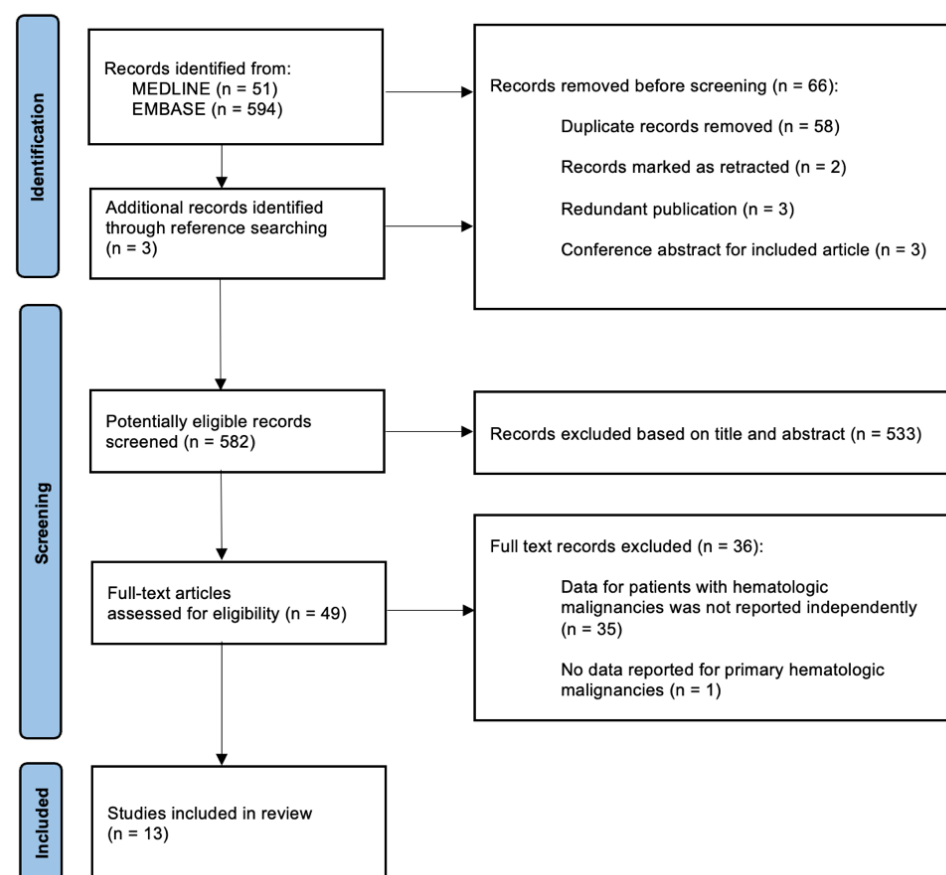 Identification
Records identified from:
MEDLINE (n = 51)
EMBASE (n = 594)
Records removed before screening (n = 66):
Duplicate records removed (n = 58)
Records marked as retracted (n = 2)
Redundant publication (n = 3)
Conference abstract for included article (n = 3)
Additional records identified
through reference searching
(n = 3)
Screening
Potentially eligible records
screened (n = 582)
Records excluded based on title and abstract (n = 533)
Full-text articles
assessed for eligibility (n = 49)
Full text records excluded (n = 36):
Data for patients with hematologic
malignancies was not reported independently
(n = 35)
No data reported for primary hematologic
malignancies (n = 1)
Included
Studies included in review
(n = 13)